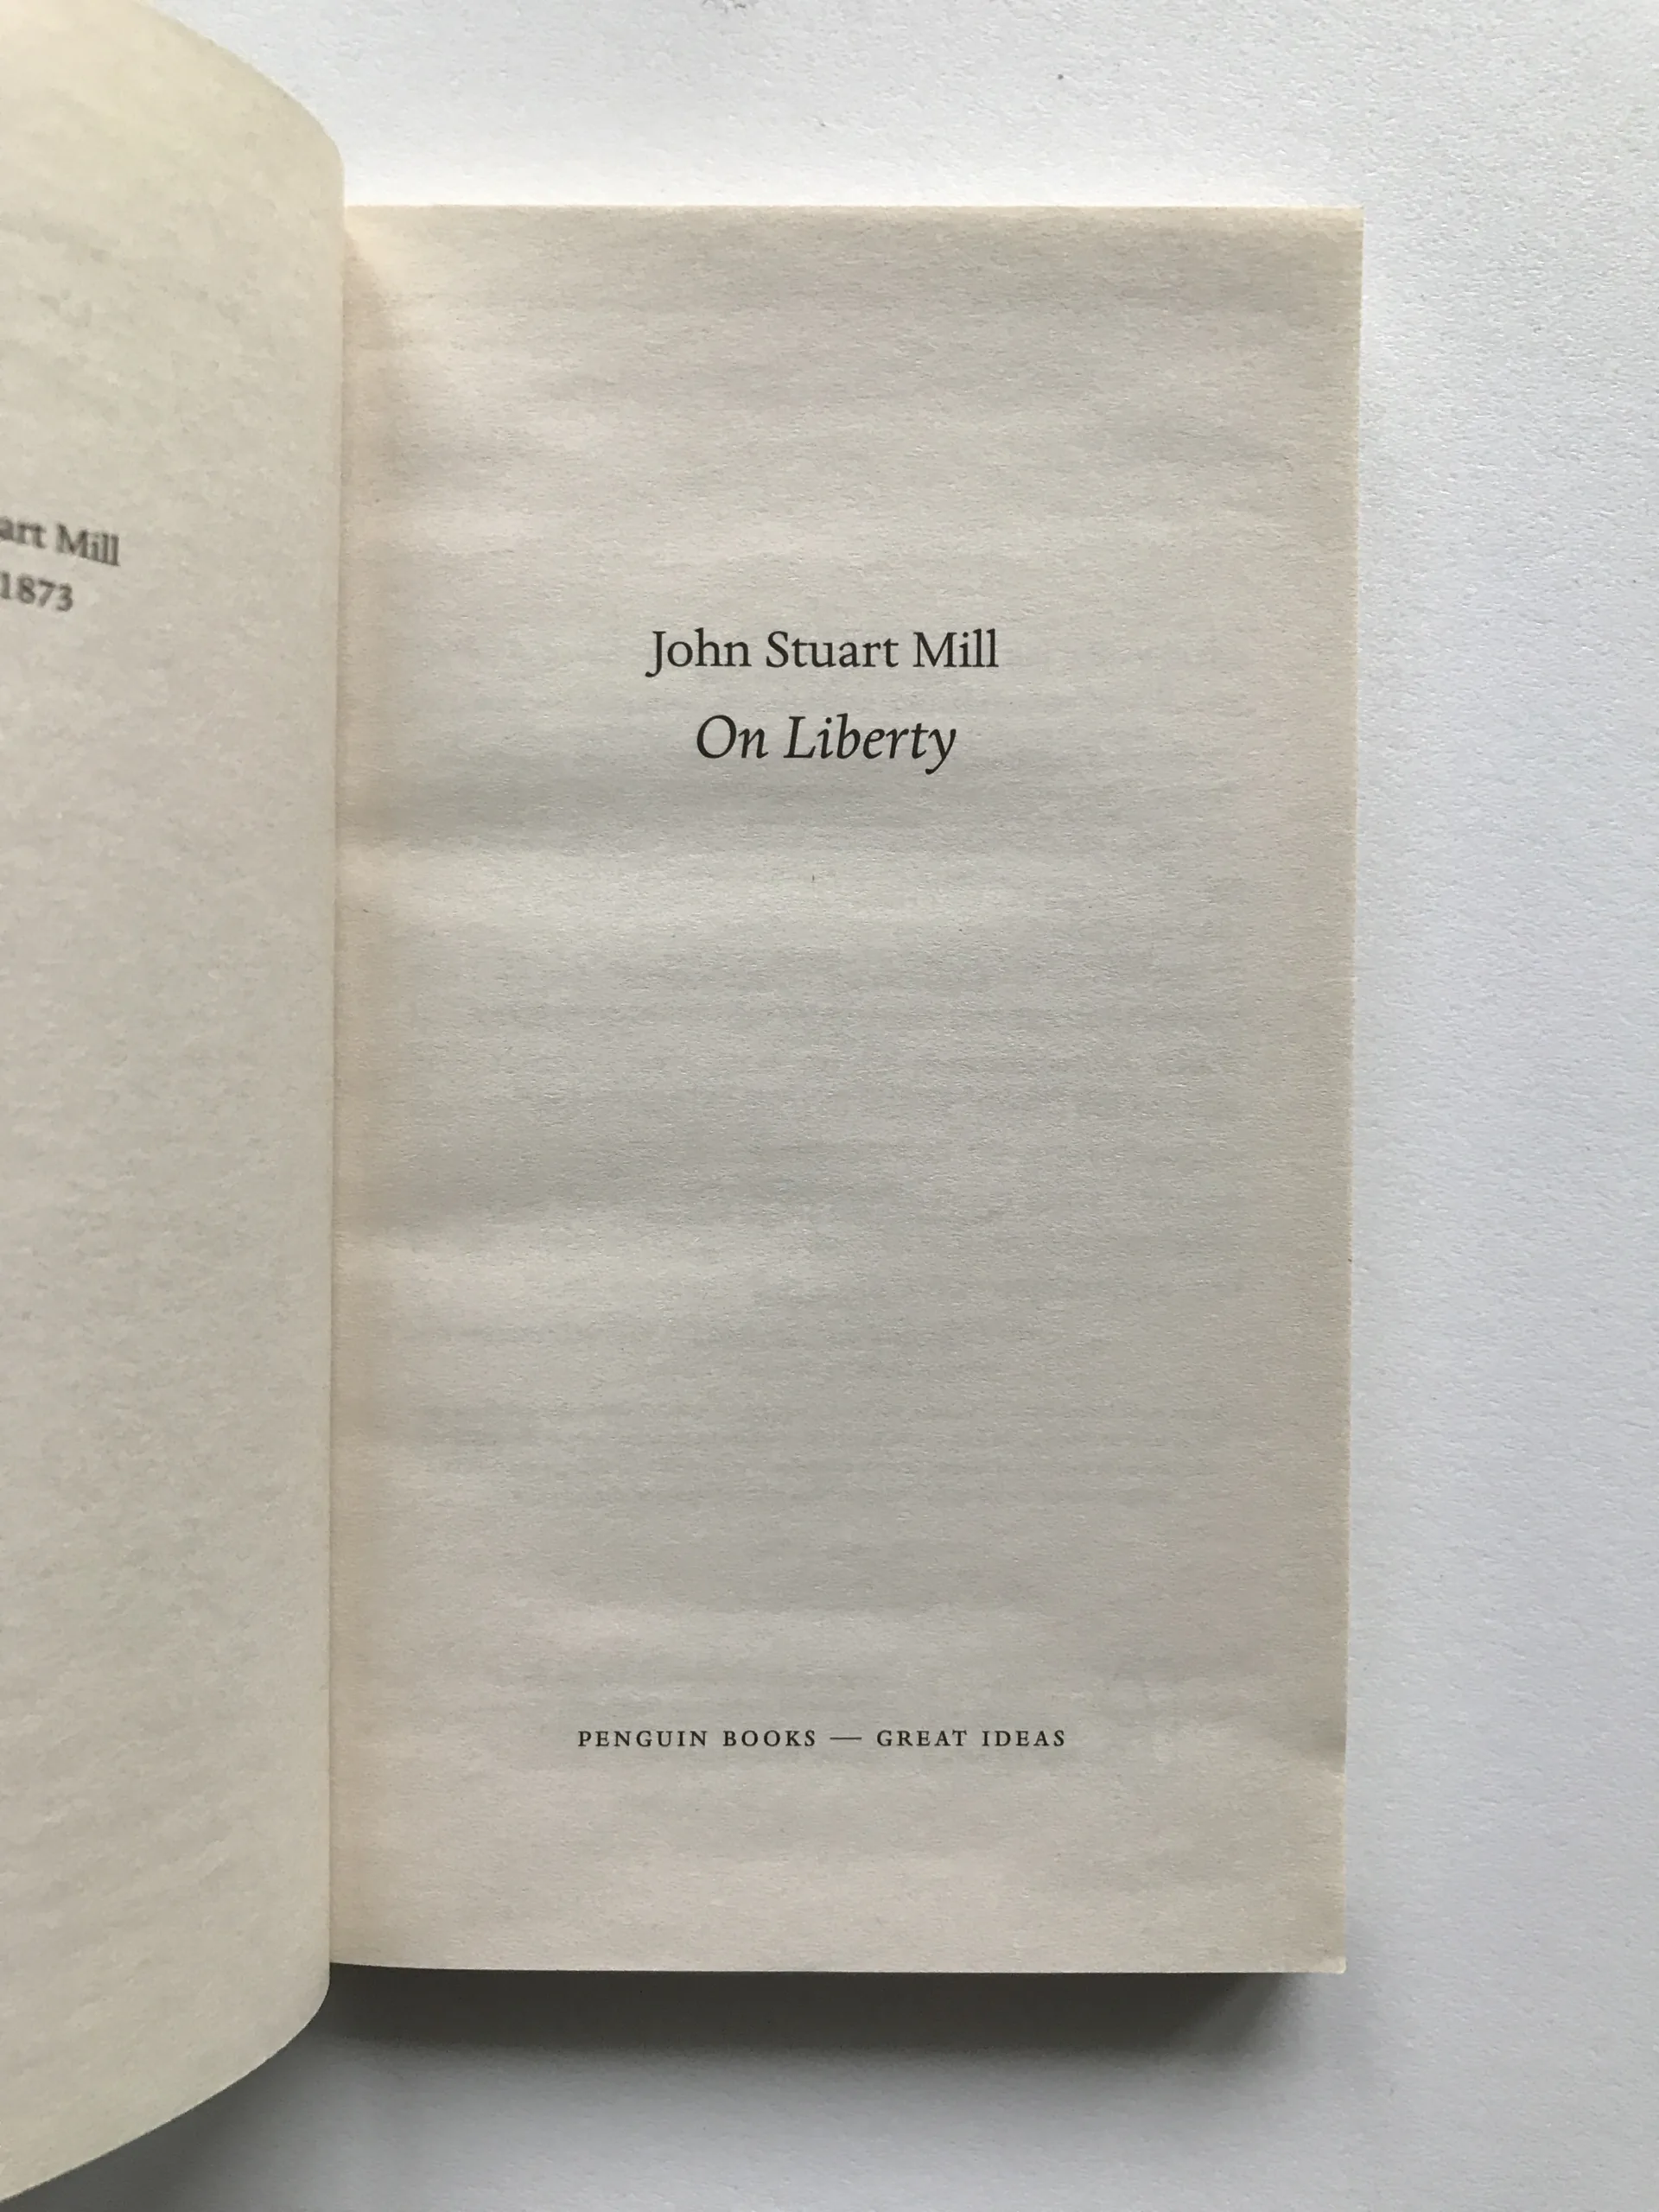 art Mill
1873
John Stuart Mill
On Liberty
PENGUIN BOOKS — GREAT IDEAS